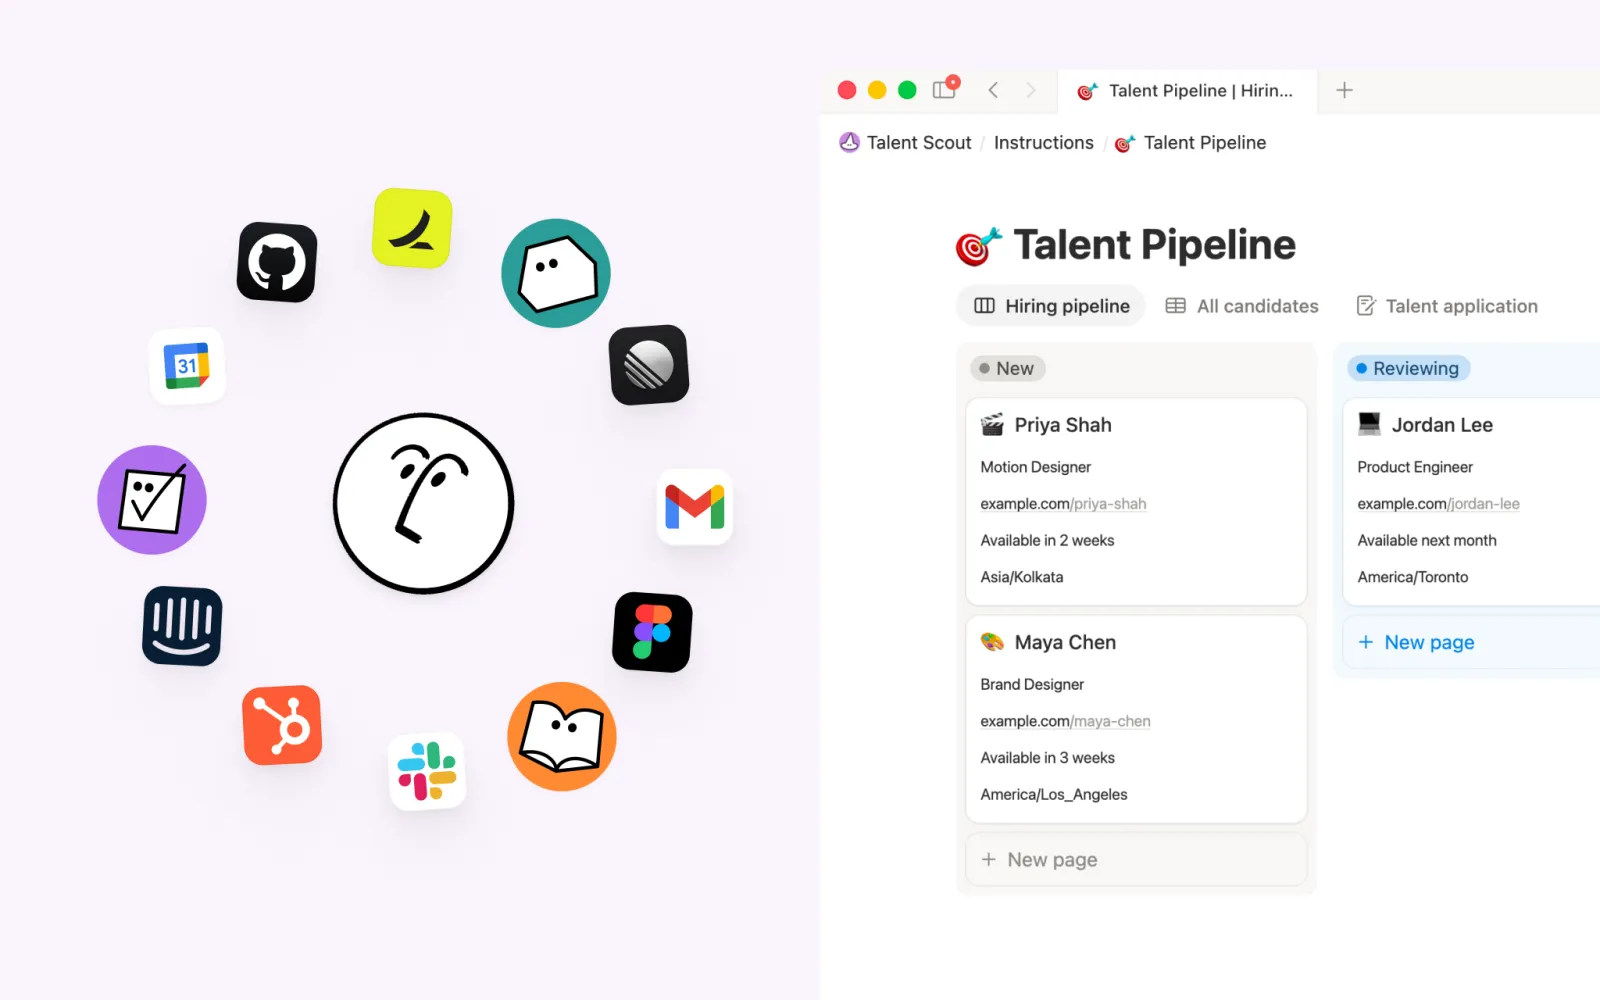 31
Talent Pipeline | Hirin...
Talent Scout / Instructions / Talent Pipeline
Talent Pipeline
Hiring pipeline
All candidates
Talent application
New
Priya Shah
Motion Designer
example.com/priya-shah
Available in 2 weeks
Asia/Kolkata
Maya Chen
Brand Designer
example.com/maya-chen
Available in 3 weeks
America/Los_Angeles
+ New page
Reviewing
Jordan Lee
Product Engineer
example.com/jordan-lee
Available next month
America/Toronto
+ New page